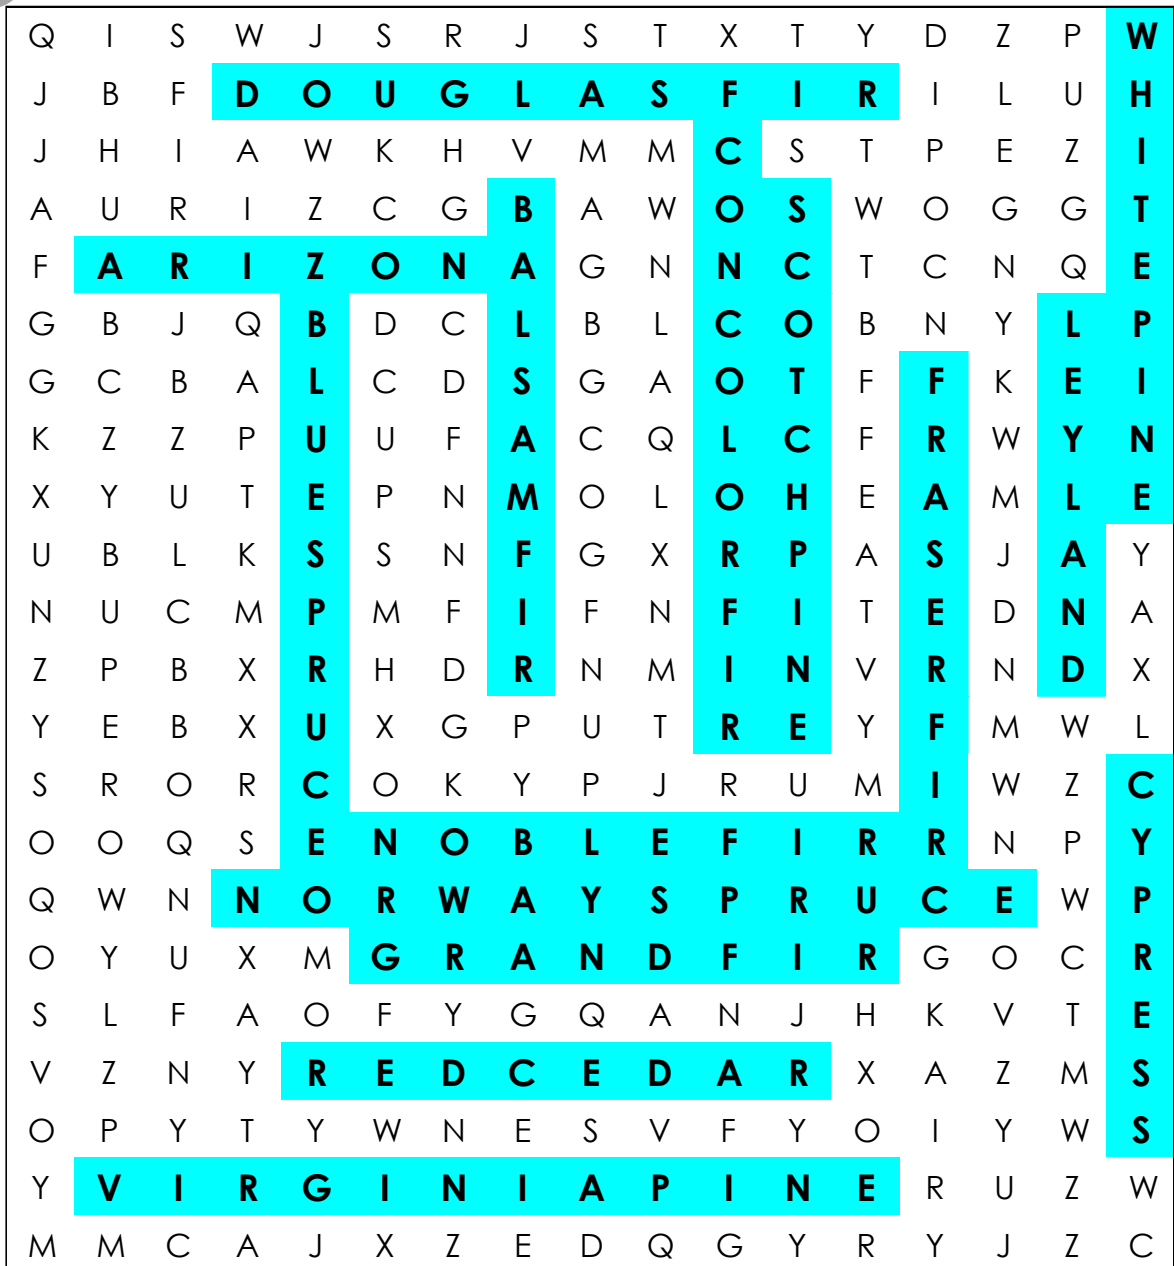 Q I S W J S R J S T X T Y D Z P W
J B F D O U G L A S F I R I L U H
J H I A W K H V M M C S T P E Z I
A U R I Z C G B A W O S W O G G T
F A R I Z O N A G N N C T C N Q E
G B J Q B D C L B L C O B N Y L P
G C B A L C D S G A O T F F K E I
K Z Z P U U F A C Q L C F R W Y N
X Y U T E P N M O L O H E A M L E
U B L K S S N F G X R P A S J A Y
N U C M P M F I F N F I T E D N A
Z P B X R H D R N M I N V R N D X
Y E B X U X G P U T R E Y F M W L
S R O R C O K Y P J R U M I W Z C
O O Q S E N O B L E F I R R N P Y
Q W N N O R W A Y S P R U C E W P
O Y U X M G R A N D F I R G O C R
S L F A O F Y G Q A N J H K V T E
V Z N Y R E D C E D A R X A Z M S
O P Y T Y W N E S V F Y O I Y W S
Y V I R G I N I A P I N E R U Z W
M M C A J X Z E D Q G Y R Y J Z C